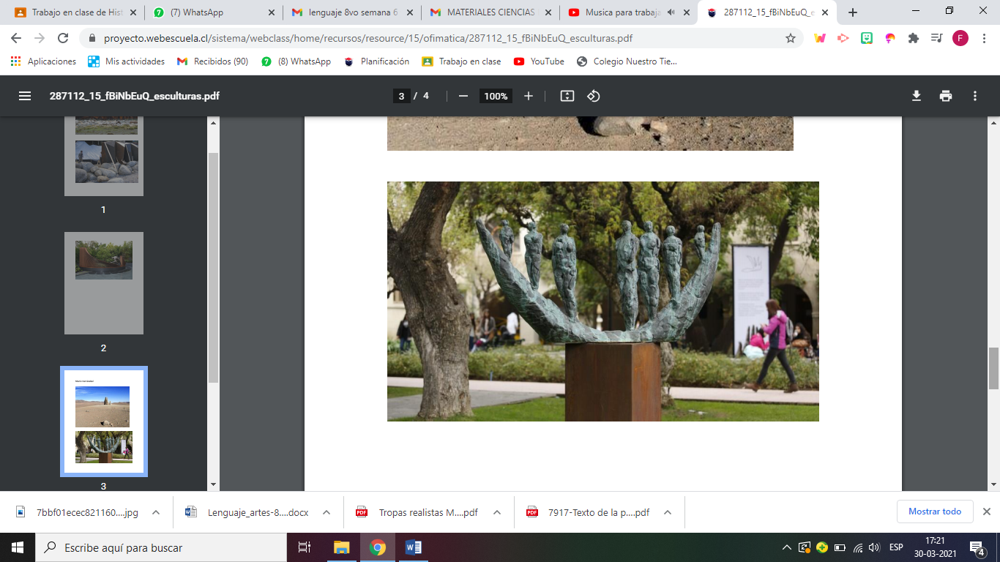 Trabajo en clase de Hist
(7) WhatsApp
lenguaje 8vo semana 6
MATERIALES CIENCIAS
Musica para trabaja
287112_15_fBiNbEuQ_e
proyecto.webescuela.cl/sistema/webclass/home/recursos/resource/15/ofimatica/287112_15_fBiNbEuQ_esculturas.pdf
F
Aplicaciones
Mis actividades
Recibidos (90)
(8) WhatsApp
Planificación
Trabajo en clase
YouTube
Colegio Nuestro Tie...
287112_15_fBiNbEuQ_esculturas.pdf
3 / 4
100%
1
2
3
7bbf01ecec821160....jpg
Lenguaje_artes-8....docx
Tropas realistas M....pdf
7917-Texto de la p....pdf
Mostrar todo
Escribe aquí para buscar
ESP
17:21
30-03-2021
4